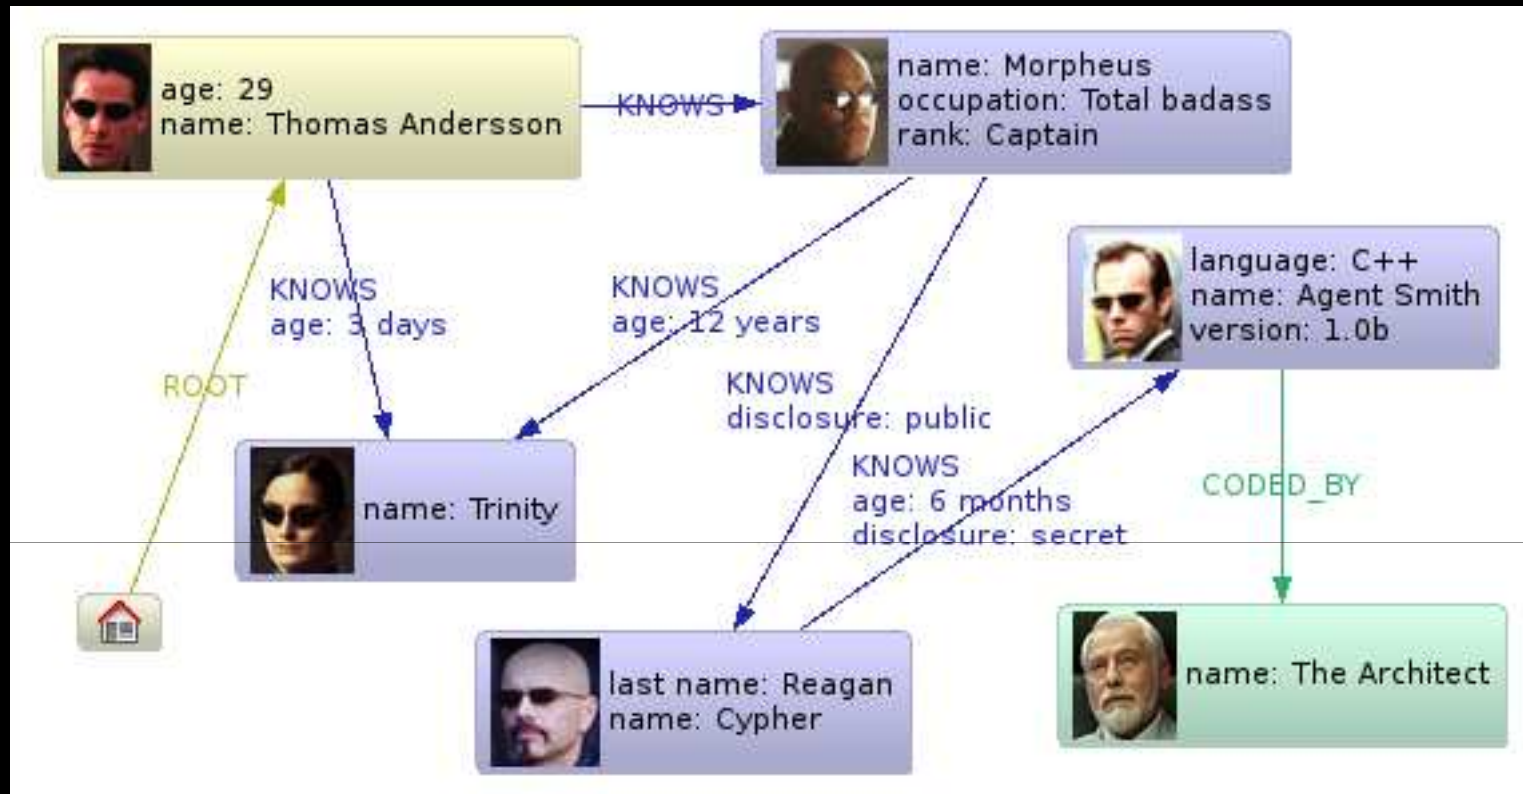 age: 29
name: Thomas Andersson
KNOWS
name: Morpheus
occupation: Total badass
rank: Captain
language: C++
name: Agent Smith
version: 1.0b
KNOWS
age: 3 days
KNOWS
age: 12 years
ROOT
KNOWS
disclosure: public
KNOWS
age: 6 months
disclosure: secret
CODED_BY
name: Trinity
last name: Reagan
name: Cypher
name: The Architect